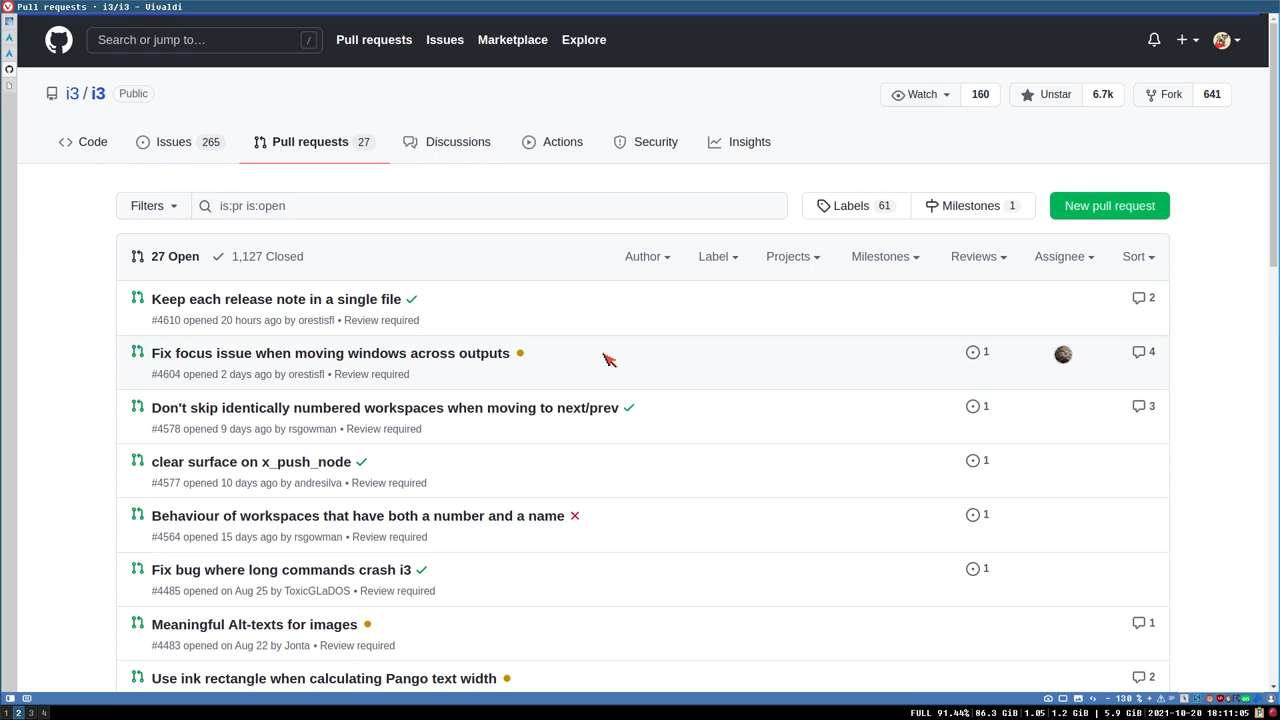 Pull requests · i3/i3 - Vivaldi
Search or jump to… /
Pull requests
Issues
Marketplace
Explore
i3 / i3 Public
Watch 160
Unstar 6.7k
Fork 641
Code
Issues 265
Pull requests 27
Discussions
Actions
Security
Insights
Filters
is:pr is:open
Labels 61
Milestones 1
New pull request
27 Open
1,127 Closed
Author
Label
Projects
Milestones
Reviews
Assignee
Sort
Keep each release note in a single file
2
#4610 opened 20 hours ago by orestisfl • Review required
Fix focus issue when moving windows across outputs
1
4
#4604 opened 2 days ago by orestisfl • Review required
Don't skip identically numbered workspaces when moving to next/prev
1
3
#4578 opened 9 days ago by rsgowman • Review required
clear surface on x_push_node
1
#4577 opened 10 days ago by andresilva • Review required
Behaviour of workspaces that have both a number and a name
1
#4564 opened 15 days ago by rsgowman • Review required
Fix bug where long commands crash i3
1
#4485 opened on Aug 25 by ToxicGLaDOS • Review required
Meaningful Alt-texts for images
1
#4483 opened on Aug 22 by Jonta • Review required
Use ink rectangle when calculating Pango text width
2
- 130 % +
1 2 3 4
FULL 91.44% | 86.3 GiB | 1.05 | 1.2 GiB | 5.9 GiB | 2021-10-20 18:11:05